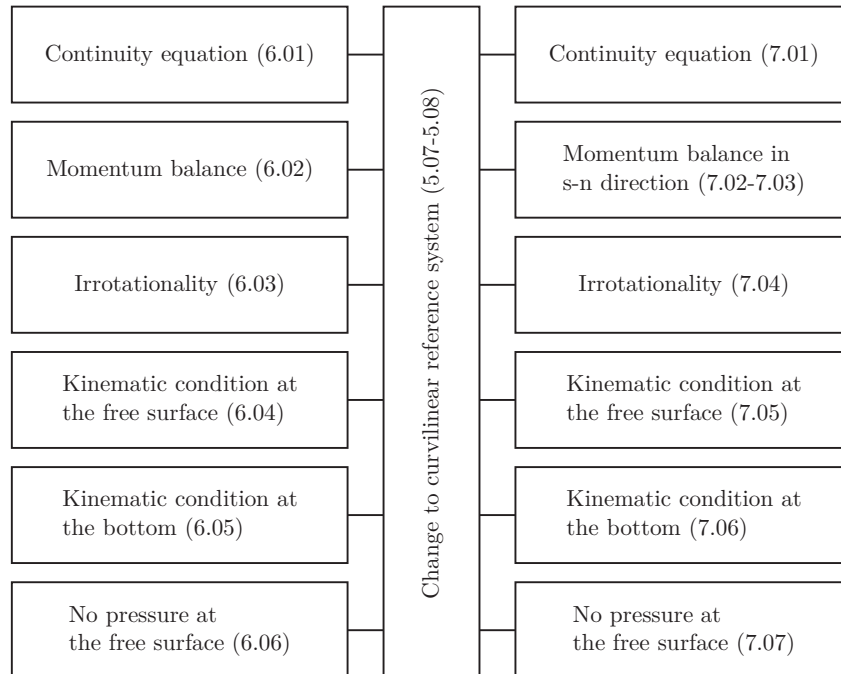 Continuity equation (6.01)
Momentum balance (6.02)
Irrotationality (6.03)
Kinematic condition at
the free surface (6.04)
Kinematic condition at
the bottom (6.05)
No pressure at
the free surface (6.06)
Change to curvilinear reference system (5.07-5.08)
Continuity equation (7.01)
Momentum balance in
s-n direction (7.02-7.03)
Irrotationality (7.04)
Kinematic condition at
the free surface (7.05)
Kinematic condition at
the bottom (7.06)
No pressure at
the free surface (7.07)